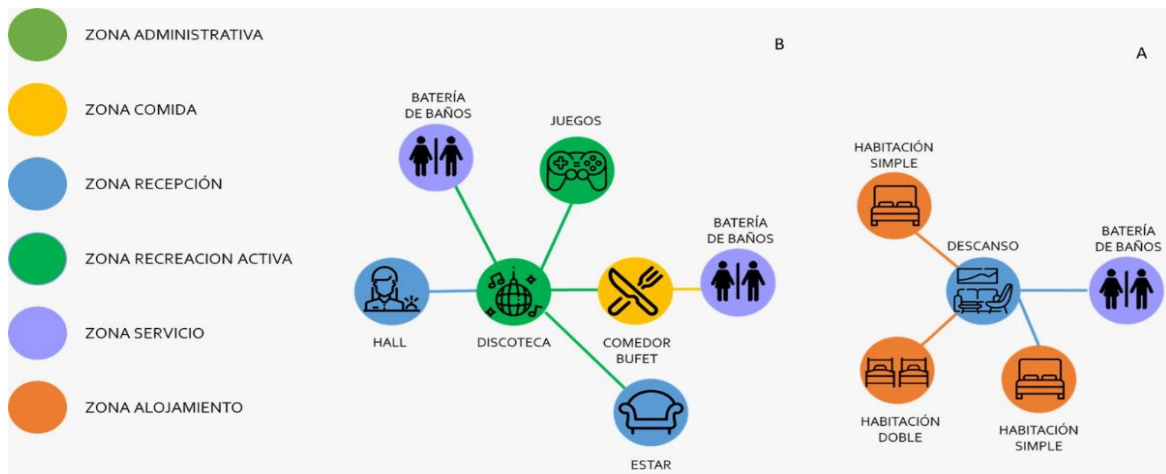 ZONA ADMINISTRATIVA
ZONA COMIDA
ZONA RECEPCIÓN
ZONA RECREACION ACTIVA
ZONA SERVICIO
ZONA ALOJAMIENTO
B
BATERÍA
DE BAÑOS
JUEGOS
BATERÍA
DE BAÑOS
HALL
DISCOTECA
COMEDOR
BUFET
ESTAR
A
HABITACIÓN
SIMPLE
DESCANSO
BATERÍA
DE BAÑOS
HABITACIÓN
DOBLE
HABITACIÓN
SIMPLE